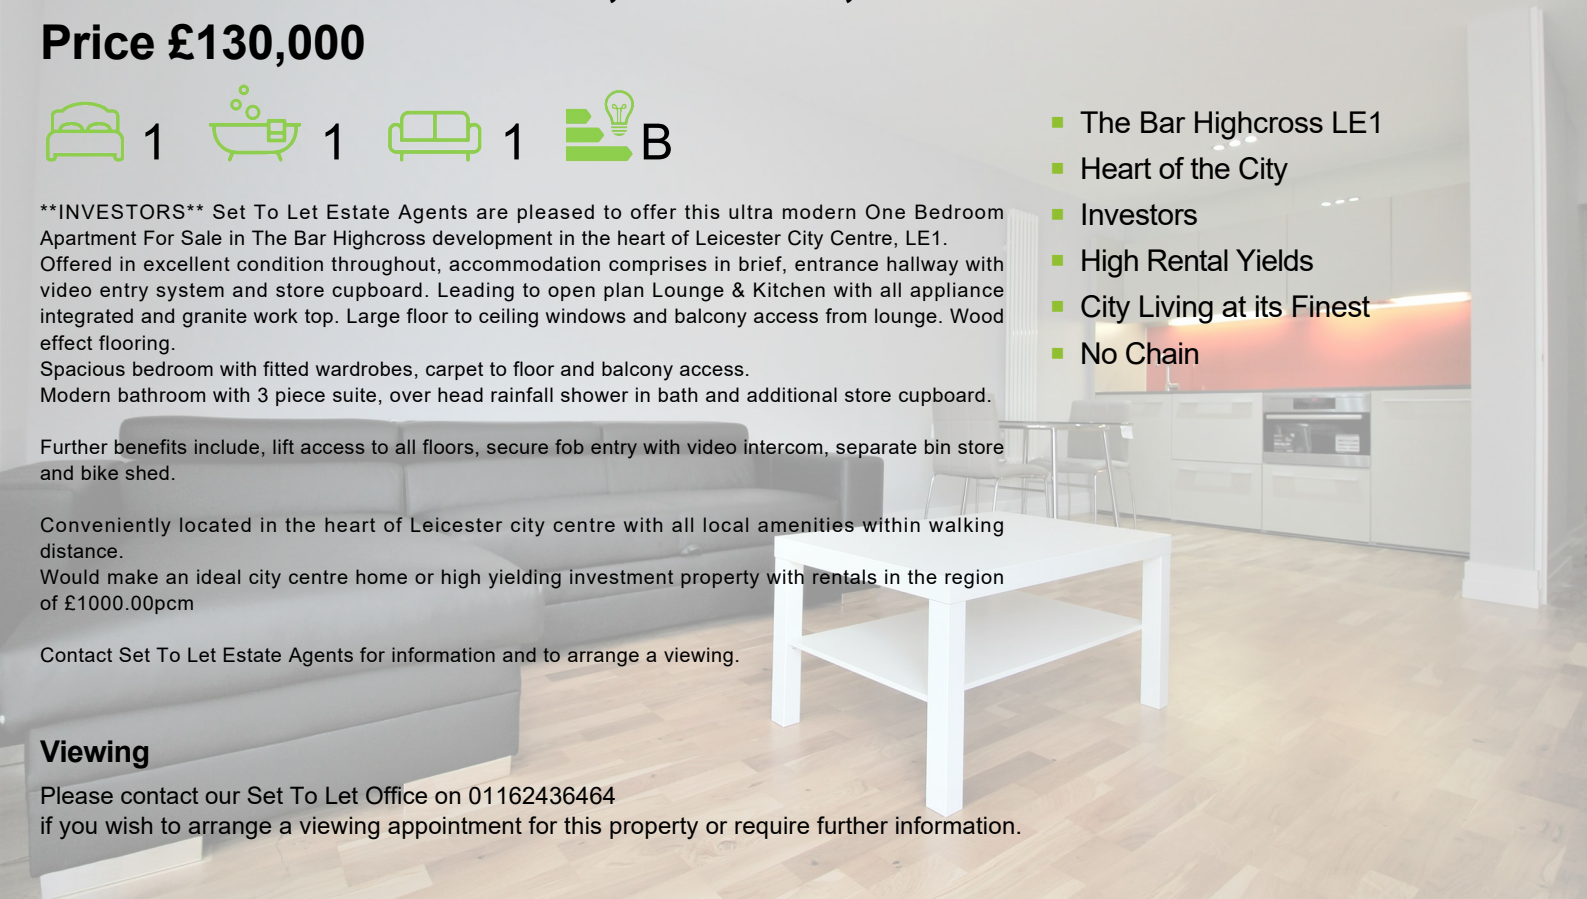 Price £130,000
1 1 1 B
**INVESTORS** Set To Let Estate Agents are pleased to offer this ultra modern One Bedroom
Apartment For Sale in The Bar Highcross development in the heart of Leicester City Centre, LE1.
Offered in excellent condition throughout, accommodation comprises in brief, entrance hallway with
video entry system and store cupboard. Leading to open plan Lounge & Kitchen with all appliance
integrated and granite work top. Large floor to ceiling windows and balcony access from lounge. Wood
effect flooring.
Spacious bedroom with fitted wardrobes, carpet to floor and balcony access.
Modern bathroom with 3 piece suite, over head rainfall shower in bath and additional store cupboard.
Further benefits include, lift access to all floors, secure fob entry with video intercom, separate bin store
and bike shed.
Conveniently located in the heart of Leicester city centre with all local amenities within walking
distance.
Would make an ideal city centre home or high yielding investment property with rentals in the region
of £1000.00pcm
Contact Set To Let Estate Agents for information and to arrange a viewing.
The Bar Highcross LE1
Heart of the City
Investors
High Rental Yields
City Living at its Finest
No Chain
Viewing
Please contact our Set To Let Office on 01162436464
if you wish to arrange a viewing appointment for this property or require further information.